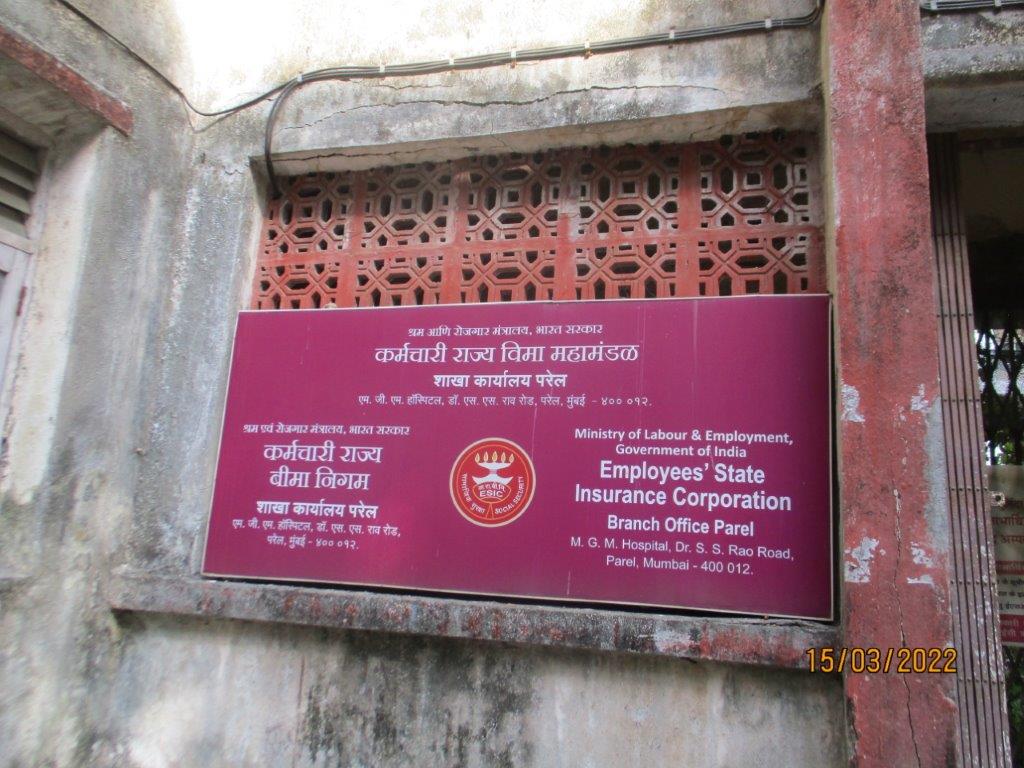 श्रम आणि रोजगार मंत्रालय, भारत सरकार
कर्मचारी राज्य विमा महामंडळ
शाखा कार्यालय परेल
एम. जी. एम. हॉस्पिटल, डॉ. एस. एस. राव रोड, परेल, मुंबई - ४०० ०१२.
श्रम एवं रोजगार मंत्रालय, भारत सरकार
कर्मचारी राज्य
बीमा निगम
शाखा कार्यालय परेल
एम. जी. एम. हॉस्पिटल, डॉ. एस. एस. राव रोड,
परेल, मुंबई - ४०० ०१२.
क.रा.बी.नि.
ESIC
सामाजिक सुरक्षा
SOCIAL SECURITY
Ministry of Labour & Employment,
Government of India
Employees' State
Insurance Corporation
Branch Office Parel
M. G. M. Hospital, Dr. S. S. Rao Road,
Parel, Mumbai - 400 012.
15/03/2022